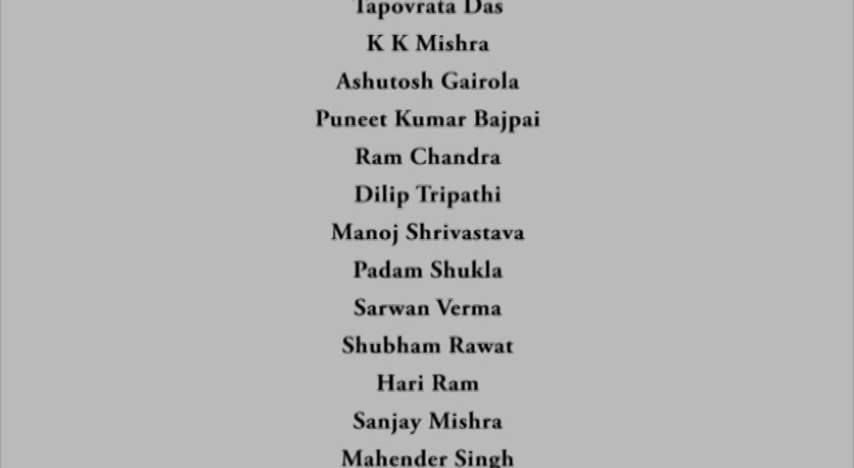 Tapovrata Das
K K Mishra
Ashutosh Gairola
Puneet Kumar Bajpai
Ram Chandra
Dilip Tripathi
Manoj Shrivastava
Padam Shukla
Sarwan Verma
Shubham Rawat
Hari Ram
Sanjay Mishra
Mahender Singh